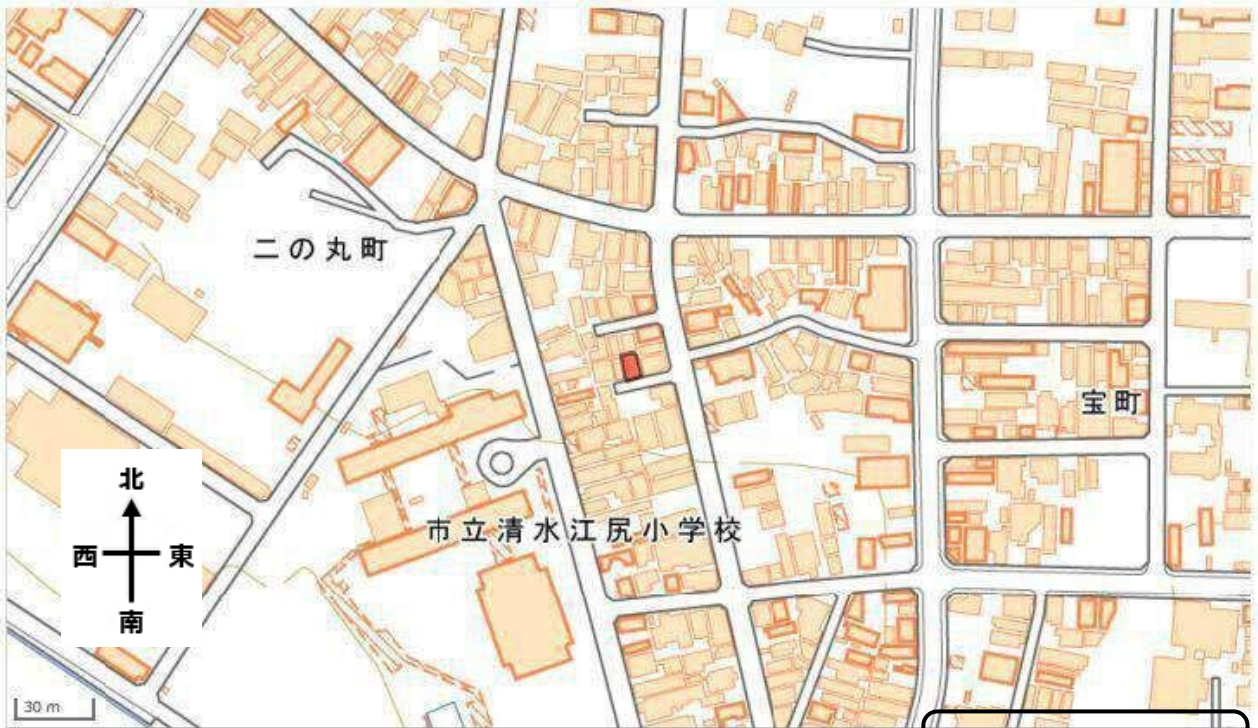 二の丸町
宝町
北
西 東
南
市立清水江尻小学校
30 m